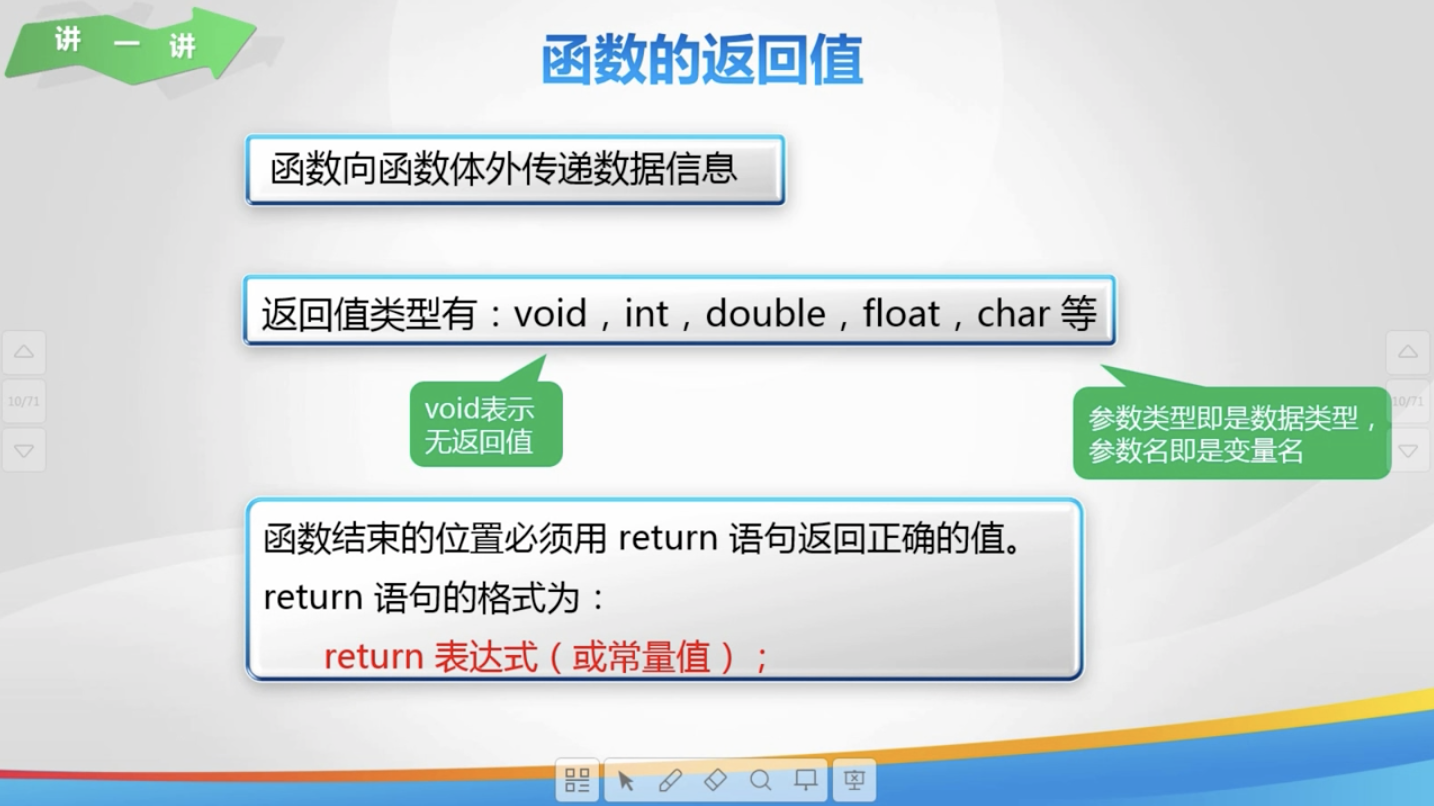 讲 一 讲
函数的返回值
函数向函数体外传递数据信息
返回值类型有：void，int，double，float，char 等
void表示
无返回值
参数类型即是数据类型，
参数名即是变量名
10/71
10/71
函数结束的位置必须用 return 语句返回正确的值。
return 语句的格式为：
return 表达式（或常量值）；